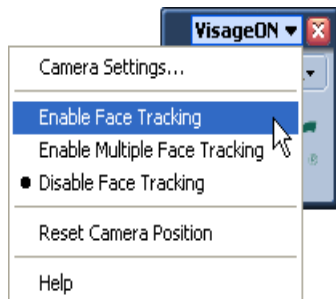 VisageON
Camera Settings...
Enable Face Tracking
Enable Multiple Face Tracking
Disable Face Tracking
Reset Camera Position
Help